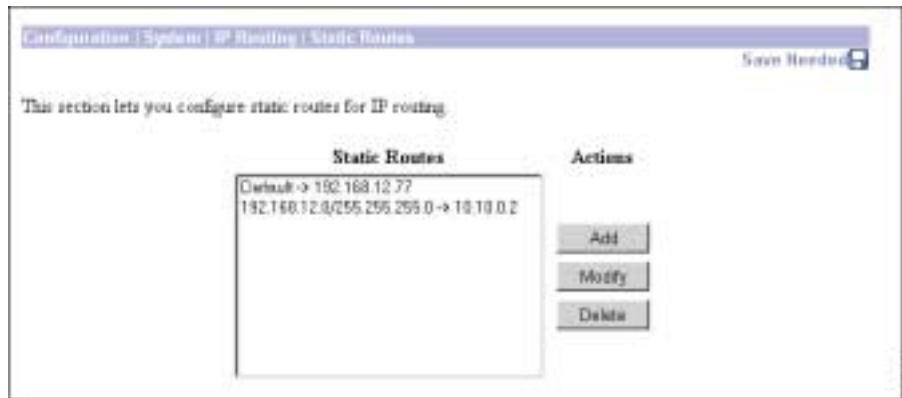 Configuration | System | IP Routing | Static Routes
Save Needed
This section lets you configure static routes for IP routing.
Static Routes
Actions
Default -> 192.168.12.77
192.168.12.0/255.255.255.0 -> 10.10.0.2
Add
Modify
Delete